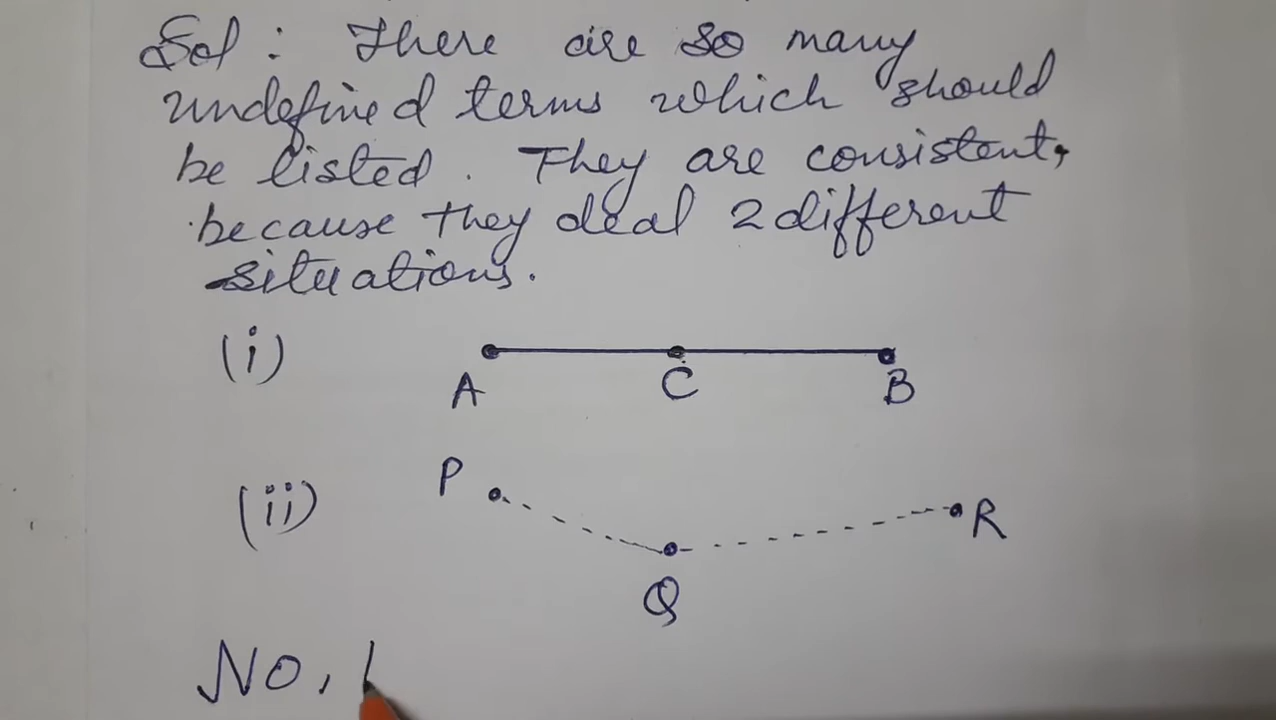 Sol : There are so many
undefined terms which should
be listed. They are consistent,
because they deal 2 different
situations.
(i)
A C B
P
(ii)
R
Q
No,